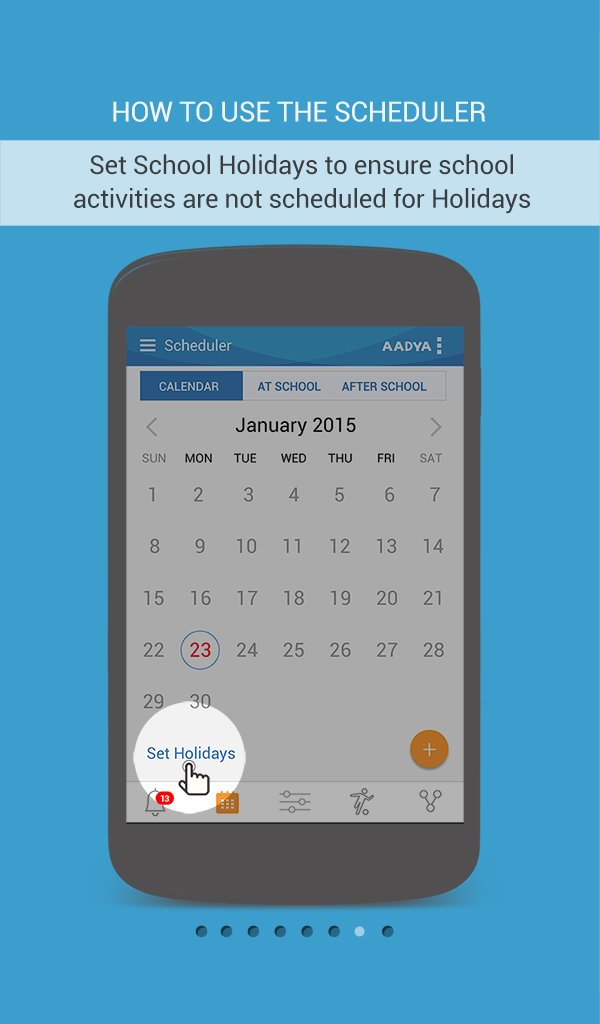 HOW TO USE THE SCHEDULER
Set School Holidays to ensure school
activities are not scheduled for Holidays
Scheduler AADYA
CALENDAR AT SCHOOL AFTER SCHOOL
January 2015
SUN MON TUE WED THU FRI SAT
1 2 3 4 5 6 7
8 9 10 11 12 13 14
15 16 17 18 19 20 21
22 23 24 25 26 27 28
29 30
Set Holidays
13